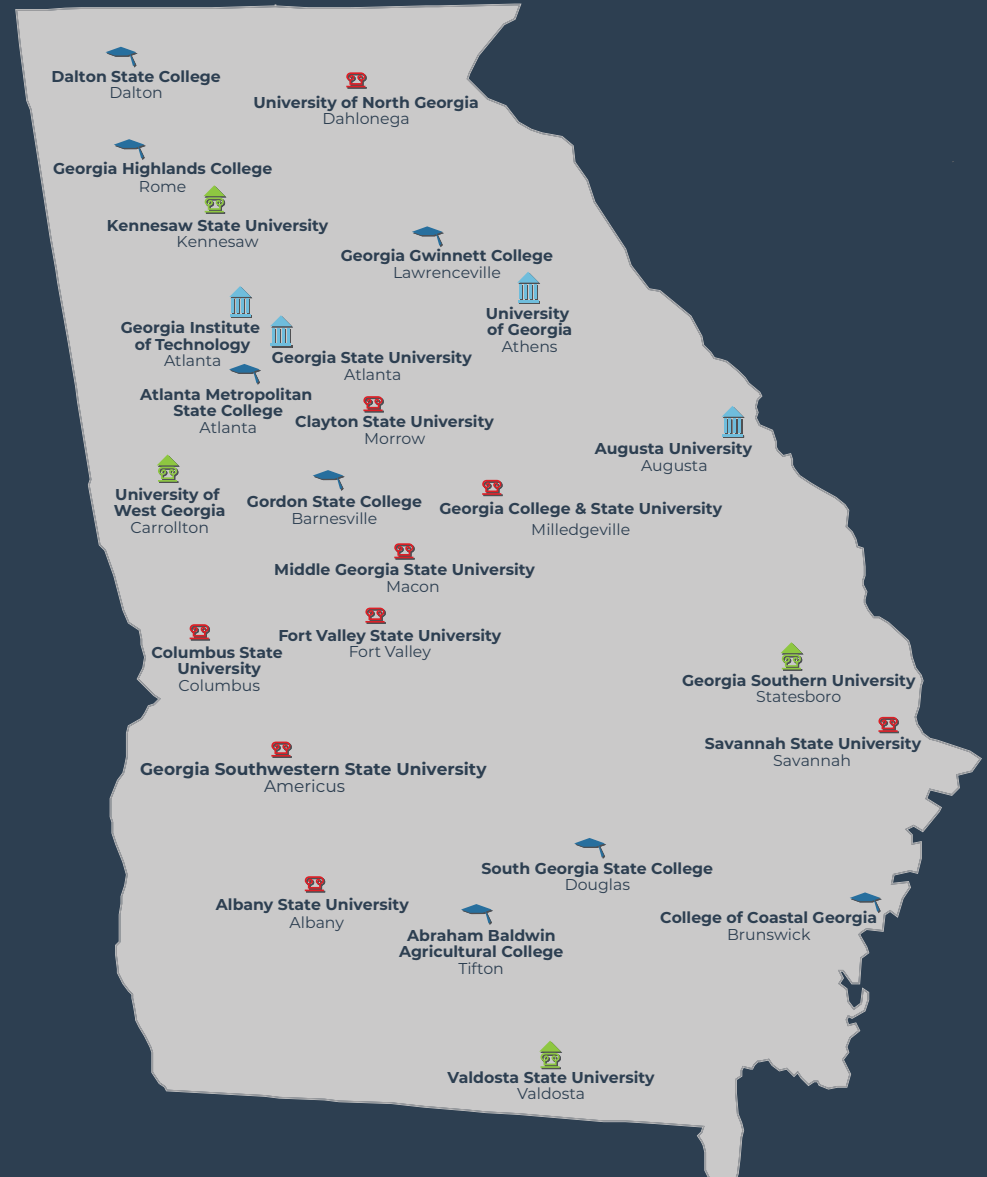 Dalton State College
Dalton
University of North Georgia
Dahlonega
Georgia Highlands College
Rome
Kennesaw State University
Kennesaw
Georgia Gwinnett College
Lawrenceville
University
of Georgia
Athens
Georgia Institute
of Technology
Atlanta
Georgia State University
Atlanta
Atlanta Metropolitan
State College
Atlanta
Clayton State University
Morrow
Augusta University
Augusta
University of
West Georgia
Carrollton
Gordon State College
Barnesville
Georgia College & State University
Milledgeville
Middle Georgia State University
Macon
Fort Valley State University
Fort Valley
Columbus State
University
Columbus
Georgia Southern University
Statesboro
Savannah State University
Savannah
Georgia Southwestern State University
Americus
South Georgia State College
Douglas
Albany State University
Albany
Abraham Baldwin
Agricultural College
Tifton
College of Coastal Georgia
Brunswick
Valdosta State University
Valdosta